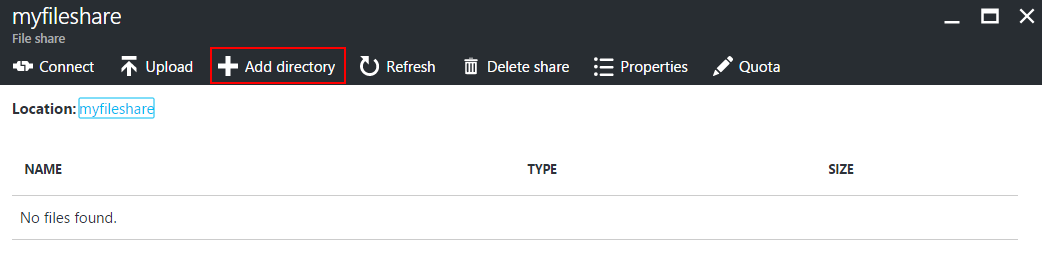 myfileshare
File share
Connect Upload Add directory Refresh Delete share Properties Quota
Location: myfileshare
NAME TYPE SIZE
No files found.